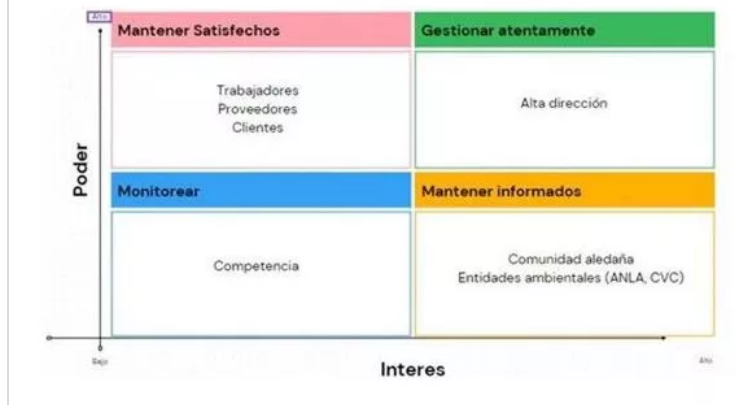 Alto
Mantener Satisfechos
Gestionar atentamente
Trabajadores
Proveedores
Clientes
Alta dirección
Poder
Monitorear
Mantener informados
Competencia
Comunidad aledaña
Entidades ambientales (ANLA, CVC)
Bajo
Alto
Interes